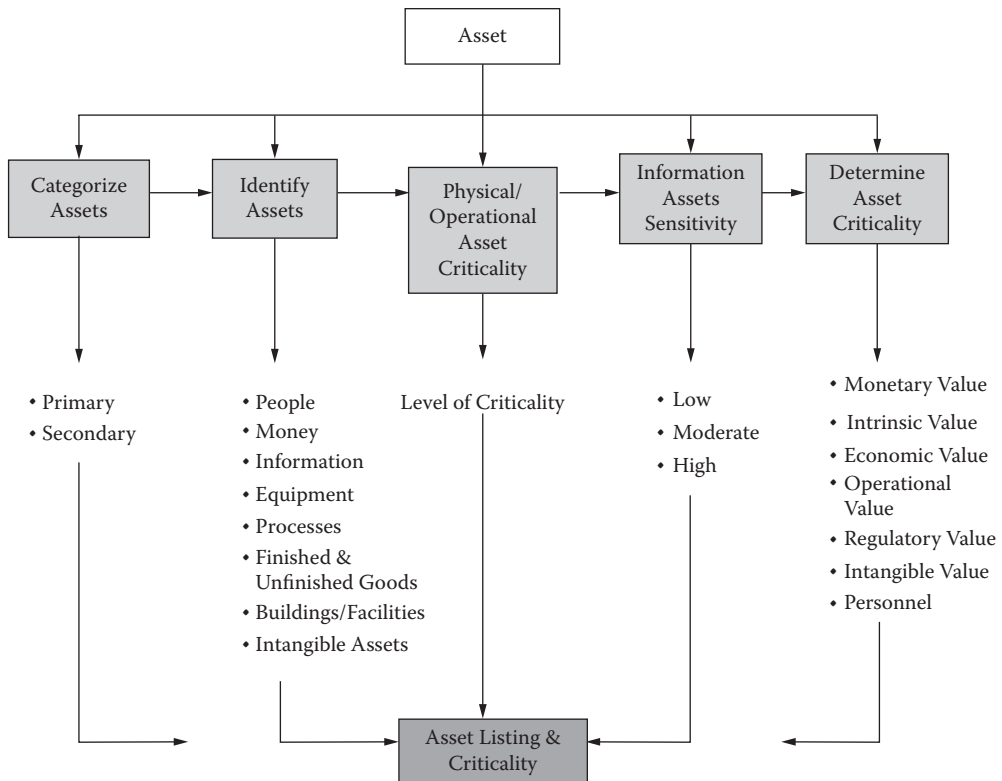 Asset
Categorize
Assets
Identify
Assets
Physical/
Operational
Asset
Criticality
Information
Assets
Sensitivity
Determine
Asset
Criticality
• Primary
• Secondary
• People
• Money
• Information
• Equipment
• Processes
• Finished &
Unfinished Goods
• Buildings/Facilities
• Intangible Assets
Level of Criticality
• Low
• Moderate
• High
• Monetary Value
• Intrinsic Value
• Economic Value
• Operational
Value
• Regulatory Value
• Intangible Value
• Personnel
Asset Listing &
Criticality